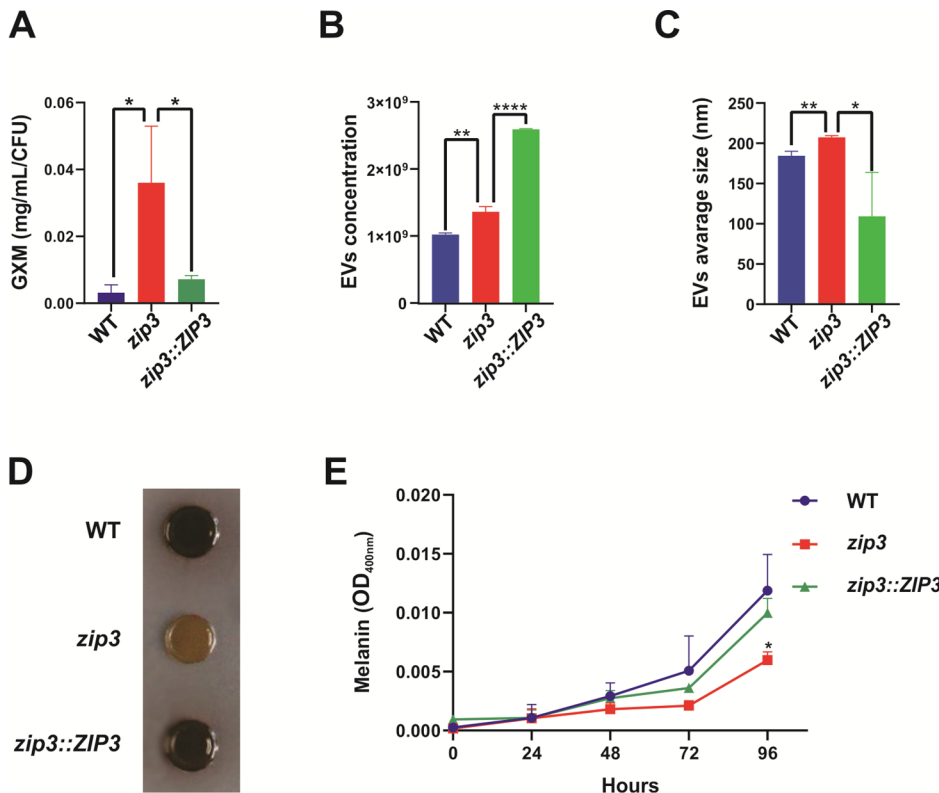 A
GXM (mg/mL/CFU)
0.06
0.04
0.02
0.00
* *
WT
zip3
zip3::ZIP3
B
EVs concentration
3×10⁹
2×10⁹
1×10⁹
0
** ****
WT
zip3
zip3::ZIP3
C
EVs avarage size (nm)
250
200
150
100
50
0
** *
WT
zip3
zip3::ZIP3
D
WT
zip3
zip3::ZIP3
E
Melanin (OD400nm)
0.020
0.015
0.010
0.005
0.000
*
0 24 48 72 96
Hours
WT
zip3
zip3::ZIP3